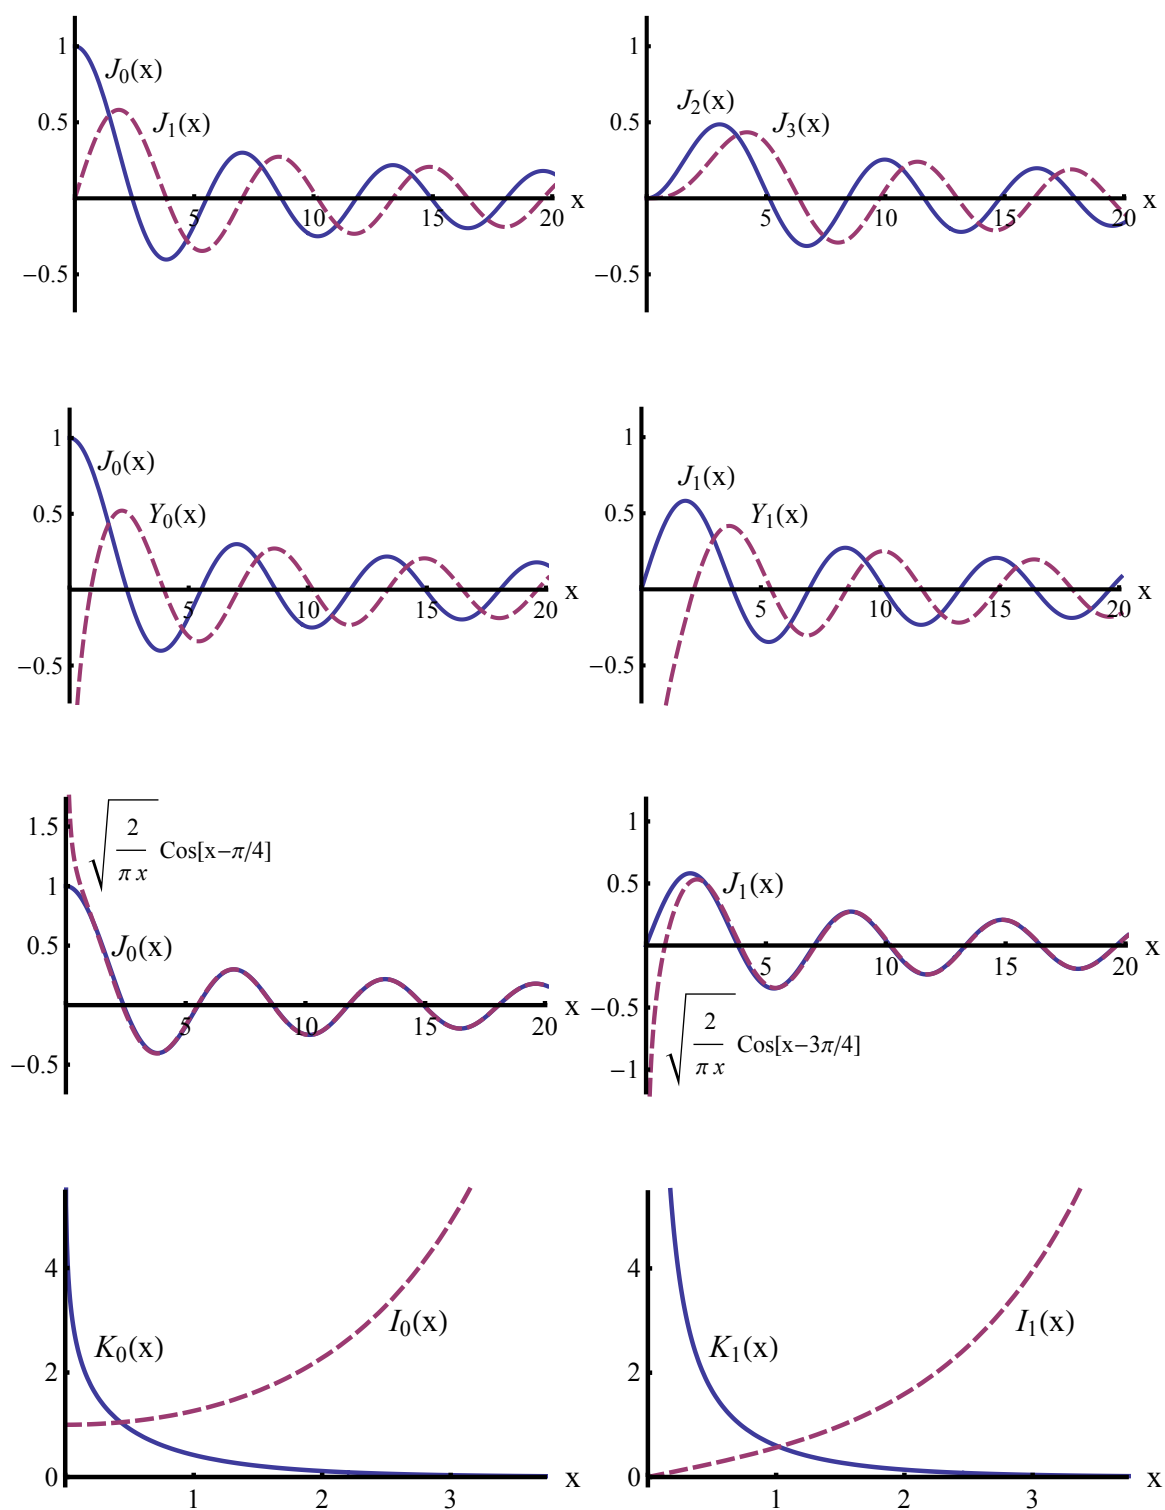 1
J₀(x)
J₁(x)
0.5
x
5
10
15
20
−0.5
J₂(x)
J₃(x)
1
0.5
x
5
10
15
20
−0.5
1
J₀(x)
Y₀(x)
0.5
x
5
10
15
20
−0.5
1
J₁(x)
Y₁(x)
0.5
x
5
10
15
20
−0.5
1.5
√(2/(π x)) Cos[x−π/4]
1
J₀(x)
0.5
x
5
10
15
20
−0.5
1
J₁(x)
0.5
x
5
10
15
20
−0.5
√(2/(π x)) Cos[x−3π/4]
−1
4
I₀(x)
K₀(x)
2
0
x
1
2
3
4
I₁(x)
K₁(x)
2
0
x
1
2
3